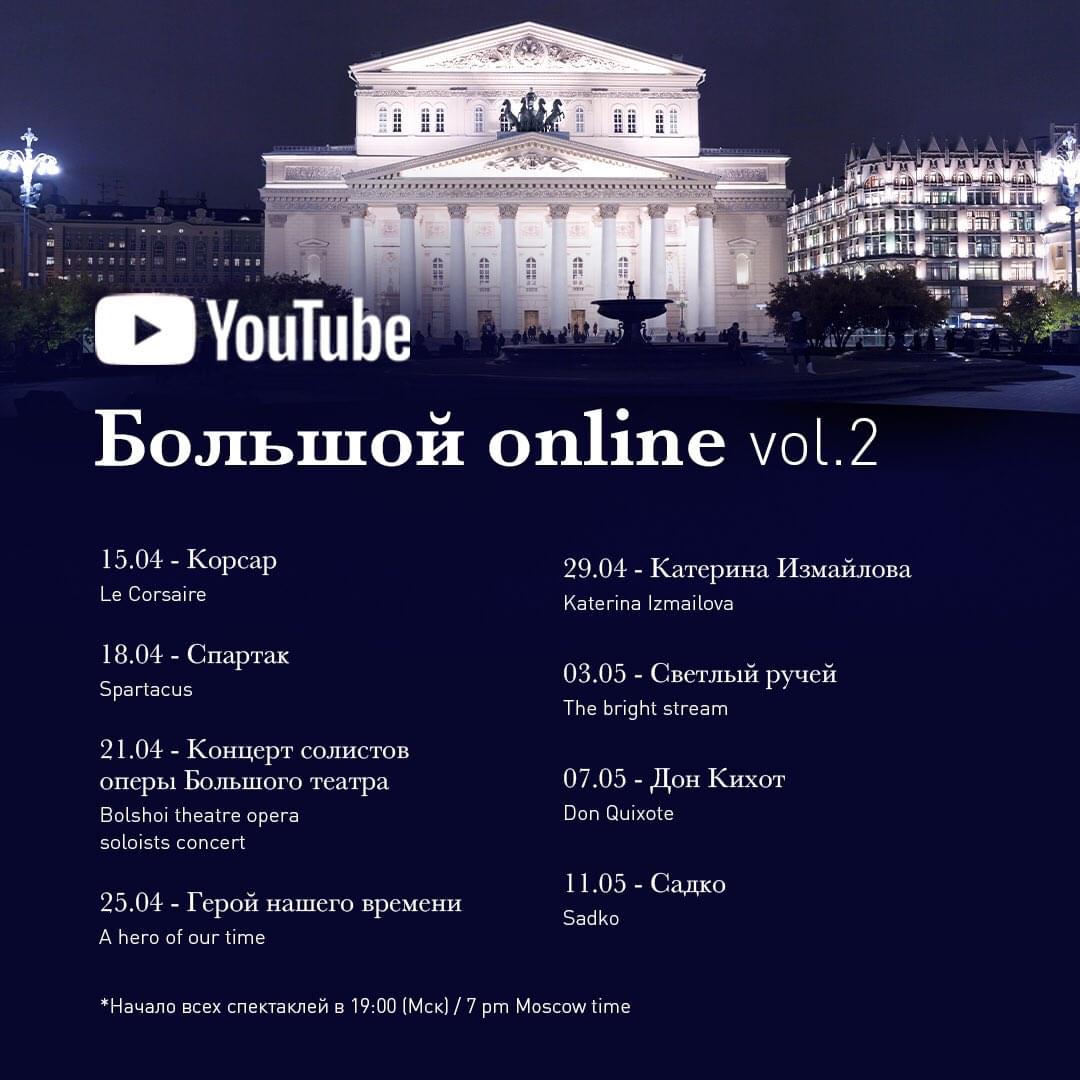 YouTube
Большой online vol.2
15.04 - Корсар
Le Corsaire
18.04 - Спартак
Spartacus
21.04 - Концерт солистов
оперы Большого театра
Bolshoi theatre opera
soloists concert
25.04 - Герой нашего времени
A hero of our time
29.04 - Катерина Измайлова
Katerina Izmailova
03.05 - Светлый ручей
The bright stream
07.05 - Дон Кихот
Don Quixote
11.05 - Садко
Sadko
*Начало всех спектаклей в 19:00 (Мск) / 7 pm Moscow time